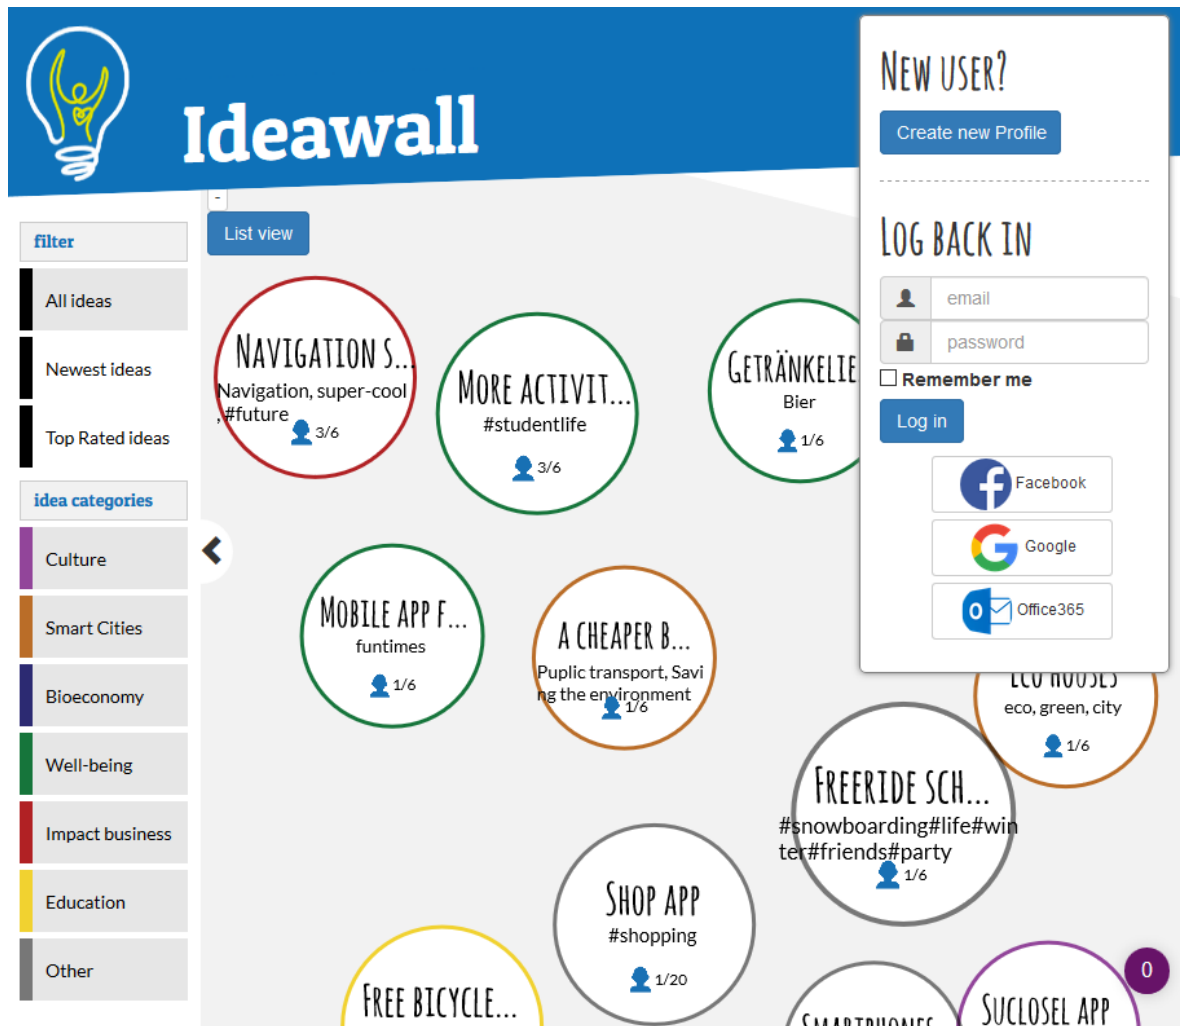 Ideawall
NEW USER?
Create new Profile
LOG BACK IN
email
password
Remember me
Log in
Facebook
Google
Office365
filter
All ideas
Newest ideas
Top Rated ideas
idea categories
Culture
Smart Cities
Bioeconomy
Well-being
Impact business
Education
Other
-
List view
NAVIGATION S...
Navigation, super-cool
, #future
3/6
MORE ACTIVIT...
#studentlife
3/6
GETRÄNKELIE
Bier
1/6
MOBILE APP F...
funtimes
1/6
A CHEAPER B...
Puplic transport, Savi
ng the environment
1/6
ECO HOUSES
eco, green, city
1/6
FREERIDE SCH...
#snowboarding#life#win
ter#friends#party
1/6
SHOP APP
#shopping
1/20
FREE BICYCLE...
SMARTPHONES
SUCLOSEL APP
0